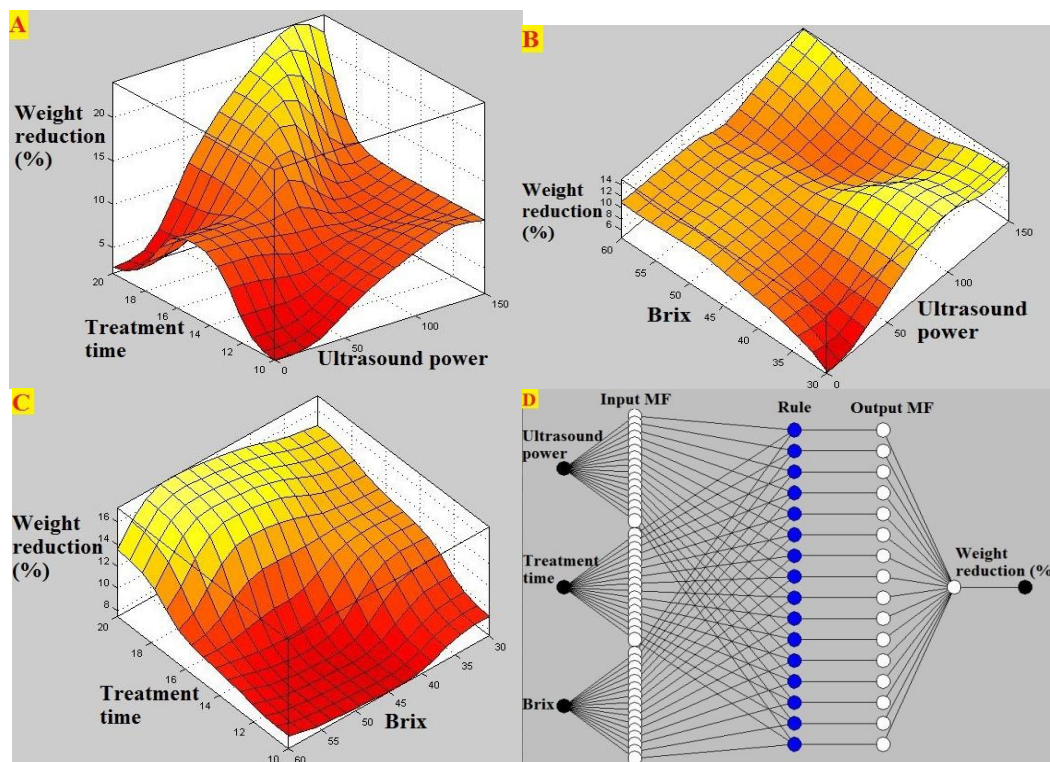 A
Weight
reduction
(%)
20
15
10
5
20
18
16
14
12
10
0
50
100
150
Treatment
time
Ultrasound power
B
Weight
reduction
(%)
14
12
10
8
6
60
55
50
45
40
35
30
0
50
100
150
Brix
Ultrasound
power
C
Weight
reduction
(%)
16
14
12
10
8
20
18
16
14
12
10
60
55
50
45
40
35
30
Treatment
time
Brix
D
Input MF
Rule
Output MF
Ultrasound
power
Treatment
time
Brix
Weight
reduction (%